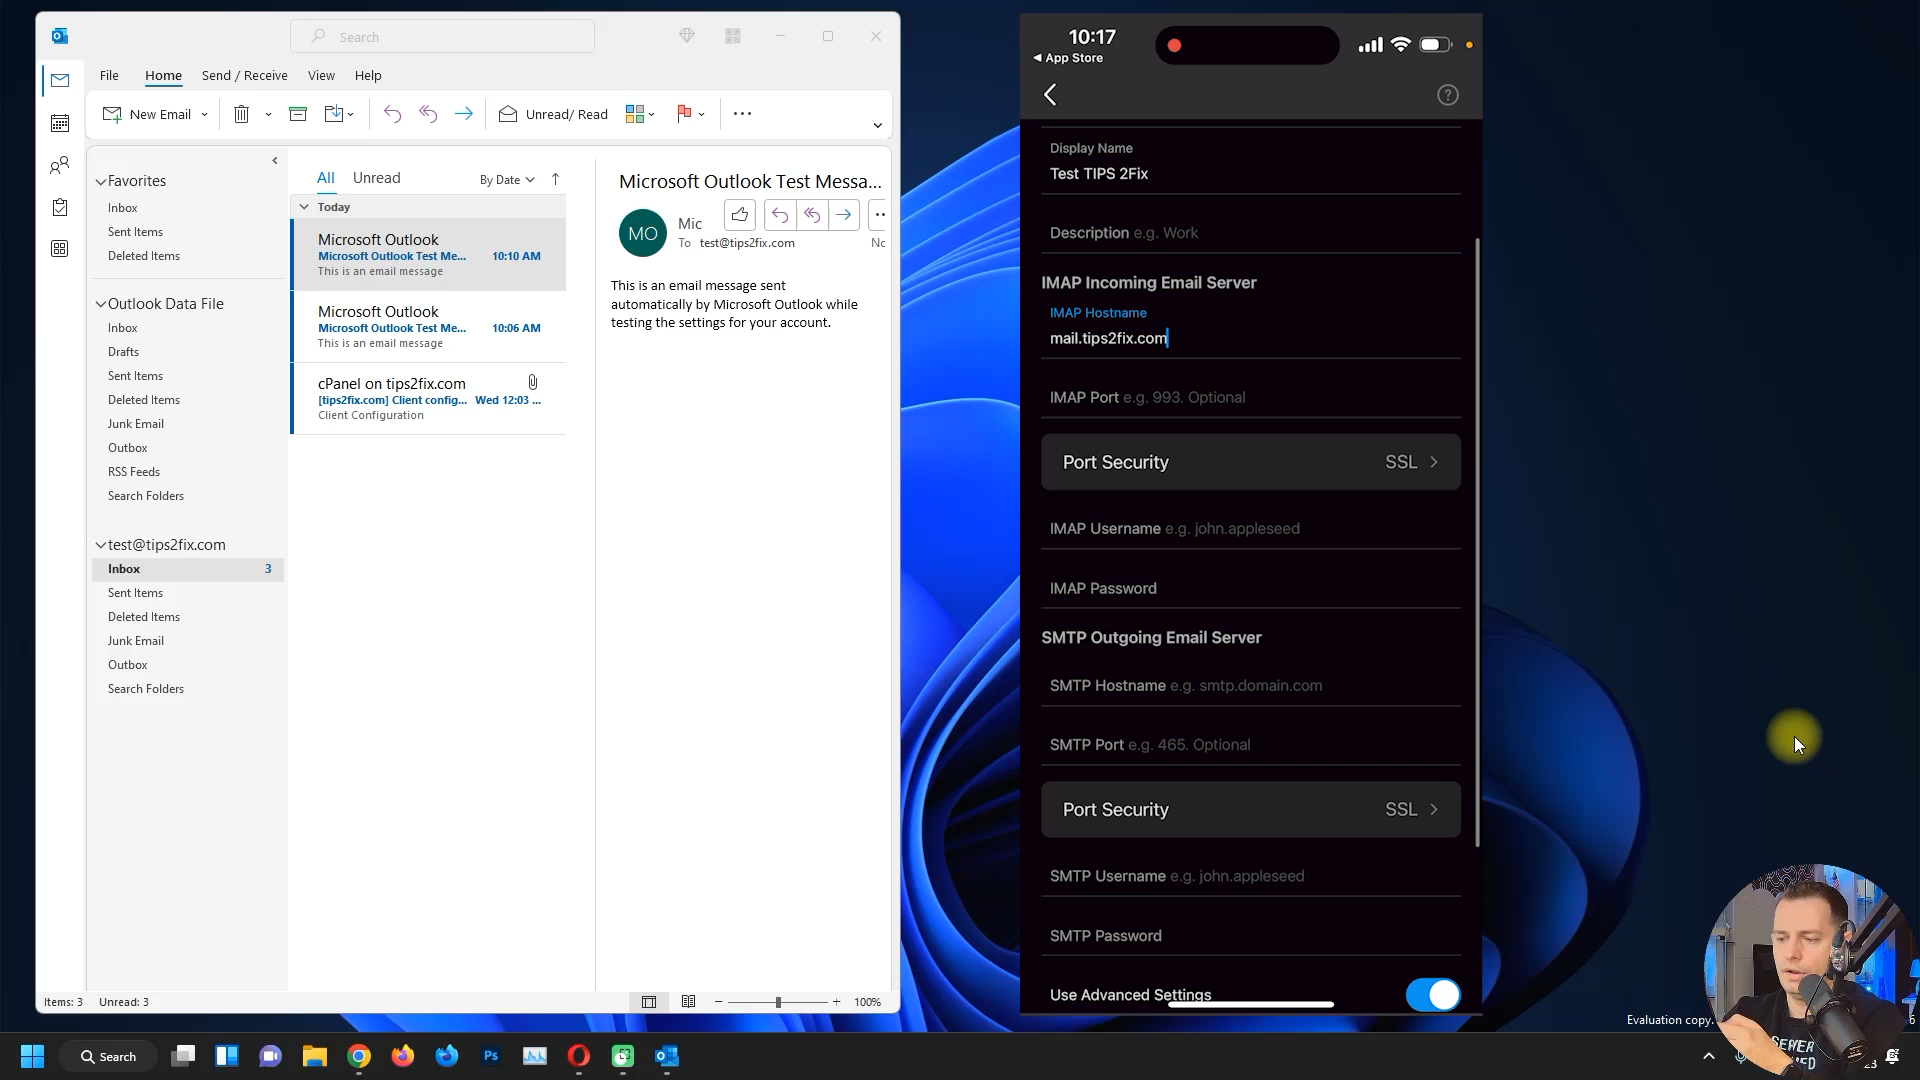 Search
File Home Send / Receive View Help
New Email Unread/ Read
Favorites
Inbox
Sent Items
Deleted Items
Outlook Data File
Inbox
Drafts
Sent Items
Deleted Items
Junk Email
Outbox
RSS Feeds
Search Folders
test@tips2fix.com
Inbox 3
Sent Items
Deleted Items
Junk Email
Outbox
Search Folders
All Unread By Date
Today
Microsoft Outlook
Microsoft Outlook Test Me... 10:10 AM
This is an email message
Microsoft Outlook
Microsoft Outlook Test Me... 10:06 AM
This is an email message
cPanel on tips2fix.com
[tips2fix.com] Client config... Wed 12:03 ...
Client Configuration
Microsoft Outlook Test Messa...
MO
Mic
To test@tips2fix.com
Nc
This is an email message sent
automatically by Microsoft Outlook while
testing the settings for your account.
Items: 3 Unread: 3
100%
10:17
App Store
?
Display Name
Test TIPS 2Fix
Description e.g. Work
IMAP Incoming Email Server
IMAP Hostname
mail.tips2fix.com
IMAP Port e.g. 993. Optional
Port Security SSL
IMAP Username e.g. john.appleseed
IMAP Password
SMTP Outgoing Email Server
SMTP Hostname e.g. smtp.domain.com
SMTP Port e.g. 465. Optional
Port Security SSL
SMTP Username e.g. john.appleseed
SMTP Password
Use Advanced Settings
Evaluation copy.
Search
Ps
23